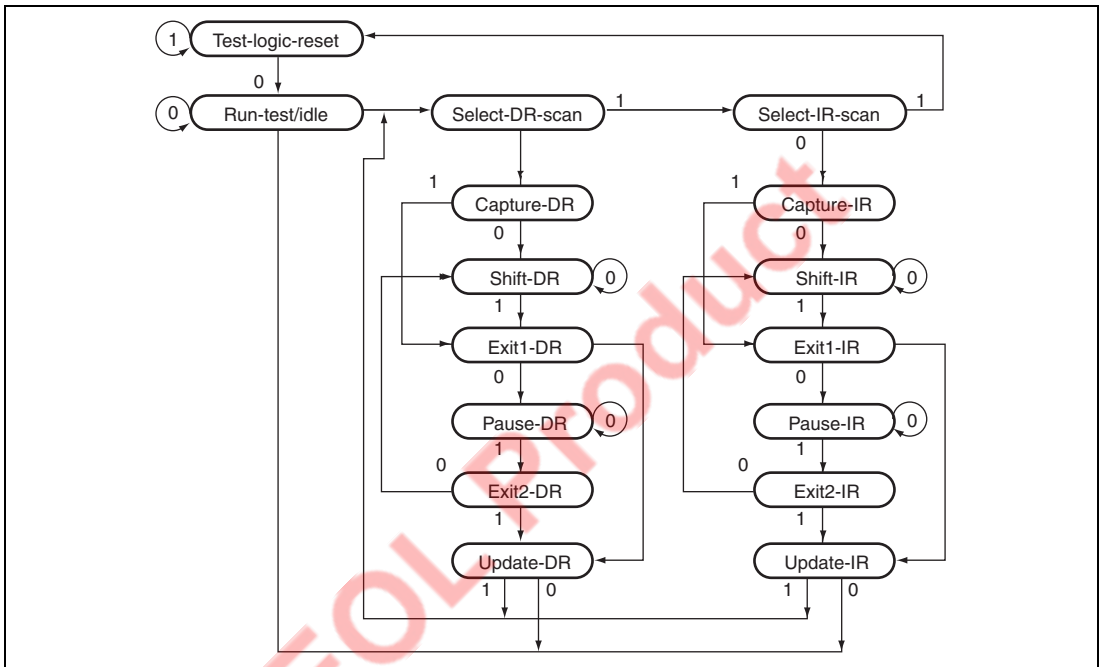 1 Test-logic-reset
0
0 Run-test/idle Select-DR-scan 1 Select-IR-scan 1
0
1 1
Capture-DR Capture-IR
0 0
Shift-DR 0 Shift-IR 0
1 1
Exit1-DR Exit1-IR
0 0
Pause-DR 0 Pause-IR 0
1 1
0 0
Exit2-DR Exit2-IR
1 1
Update-DR Update-IR
1 0 1 0
EOL Product